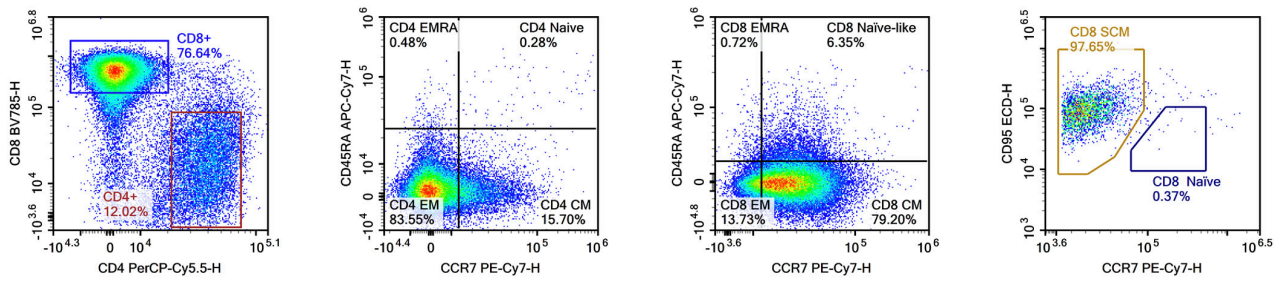 10^6.8
CD8+
76.64%
10^5
10^4
-10^3.6
CD8 BV785-H
CD4+
12.02%
-10^4.3 0 10^4 10^5.1
CD4 PerCP-Cy5.5-H
CD4 EMRA
0.48%
CD4 Naive
0.28%
10^6
10^5
10^4
0
-10^4
CD45RA APC-Cy7-H
CD4 EM
83.55%
CD4 CM
15.70%
-10^4.4 0 10^5 10^6
CCR7 PE-Cy7-H
CD8 EMRA
0.72%
CD8 Naïve-like
6.35%
10^6
10^5
10^4
0
-10^4.8
CD45RA APC-Cy7-H
CD8 EM
13.73%
CD8 CM
79.20%
-10^3.6 0 10^5 10^6
CCR7 PE-Cy7-H
10^6.5
CD8 SCM
97.65%
10^5
10^4
10^3
CD95 ECD-H
CD8 Naïve
0.37%
10^3.6 10^5 10^6.5
CCR7 PE-Cy7-H